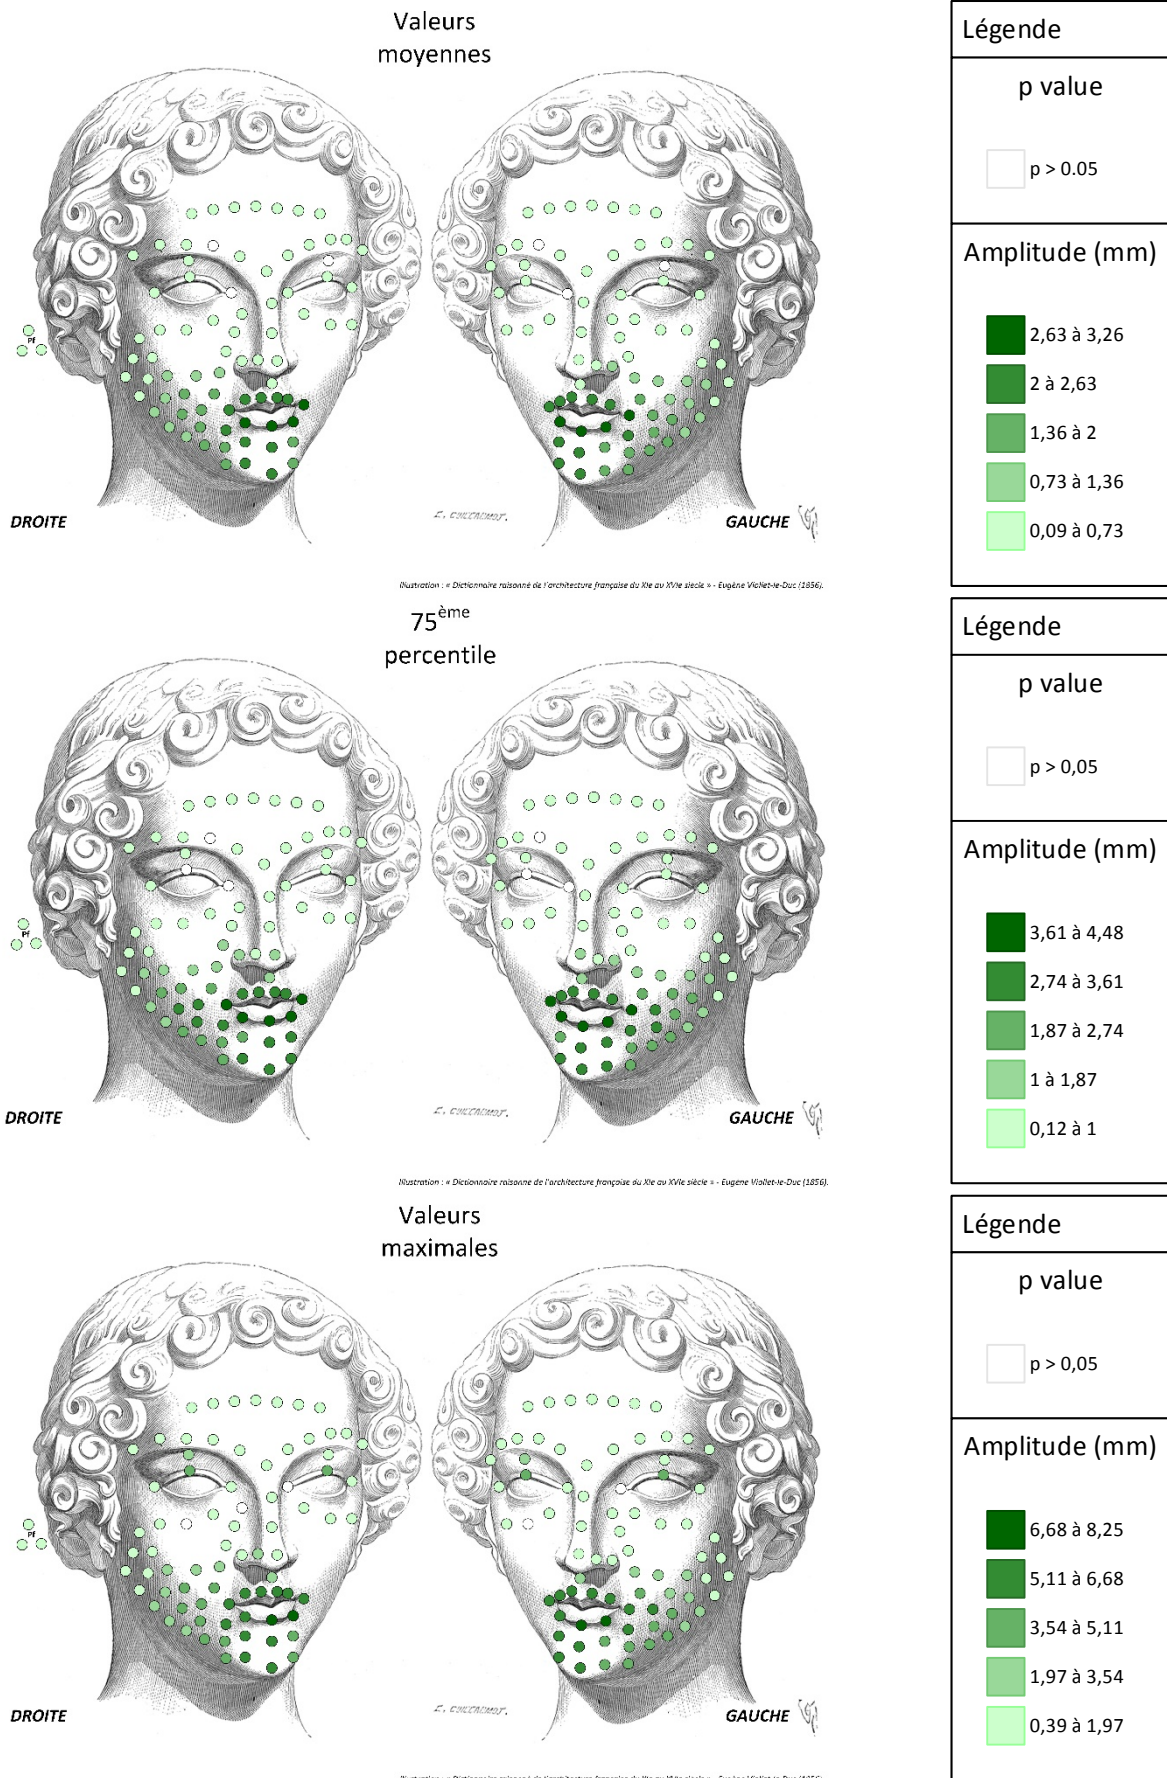 Valeurs
moyennes
Légende
p value
p > 0.05
Amplitude (mm)
2,63 à 3,26
2 à 2,63
1,36 à 2
0,73 à 1,36
0,09 à 0,73
Pf
DROITE
E. GUILLAUMOT.
GAUCHE
Illustration : « Dictionnaire raisonné de l'architecture française du XIe au XVIe siècle » - Eugène Viollet-le-Duc (1856).
75ème
percentile
Légende
p value
p > 0,05
Amplitude (mm)
3,61 à 4,48
2,74 à 3,61
1,87 à 2,74
1 à 1,87
0,12 à 1
Pf
DROITE
E. GUILLAUMOT.
GAUCHE
Illustration : « Dictionnaire raisonné de l'architecture française du XIe au XVIe siècle » - Eugène Viollet-le-Duc (1856).
Valeurs
maximales
Légende
p value
p > 0,05
Amplitude (mm)
6,68 à 8,25
5,11 à 6,68
3,54 à 5,11
1,97 à 3,54
0,39 à 1,97
Pf
DROITE
E. GUILLAUMOT.
GAUCHE